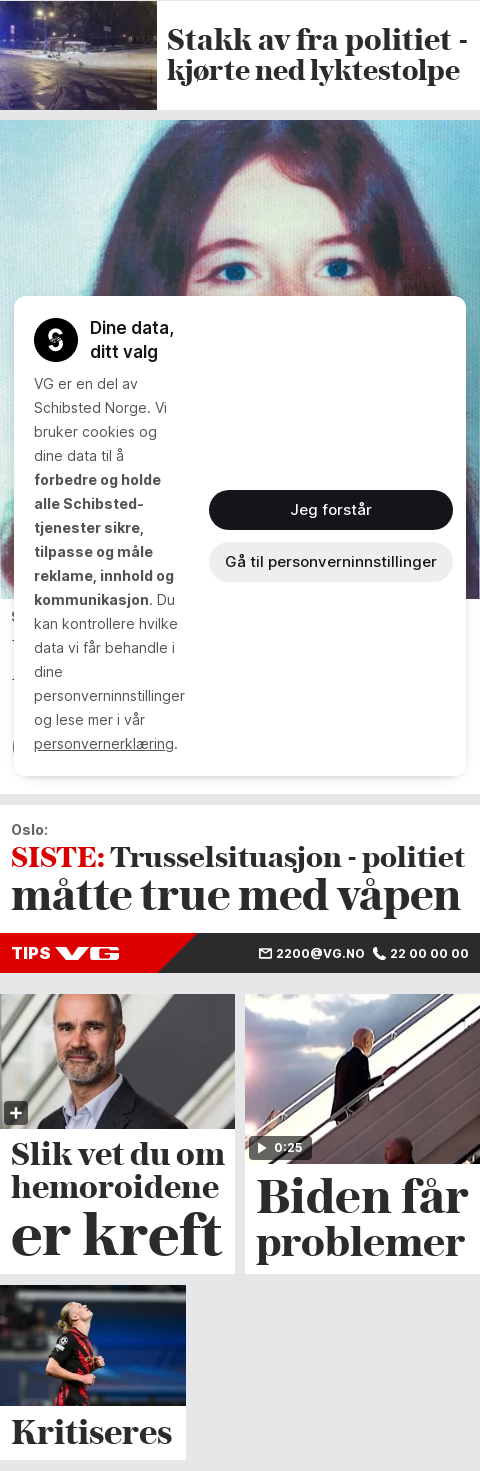 Stakk av fra politiet -
kjørte ned lyktestolpe
Dine data,
ditt valg
VG er en del av
Schibsted Norge. Vi
bruker cookies og
dine data til å
forbedre og holde
alle Schibsted-
tjenester sikre,
tilpasse og måle
reklame, innhold og
kommunikasjon. Du
kan kontrollere hvilke
data vi får behandle i
dine
personverninnstillinger
og lese mer i vår
personvernerklæring.
Jeg forstår
Gå til personverninnstillinger
Oslo:
SISTE: Trusselsituasjon - politiet
måtte true med våpen
TIPS VG 2200@VG.NO 22 00 00 00
Slik vet du om
hemoroidene
er kreft
0:25
Biden får
problemer
Kritiseres